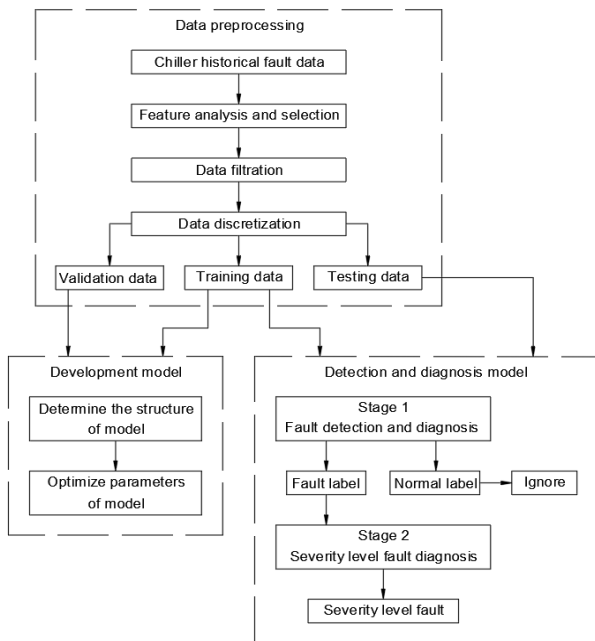 Data preprocessing
Chiller historical fault data
Feature analysis and selection
Data filtration
Data discretization
Validation data
Training data
Testing data
Development model
Determine the structure
of model
Optimize parameters
of model
Detection and diagnosis model
Stage 1
Fault detection and diagnosis
Fault label
Normal label
Ignore
Stage 2
Severity level fault diagnosis
Severity level fault